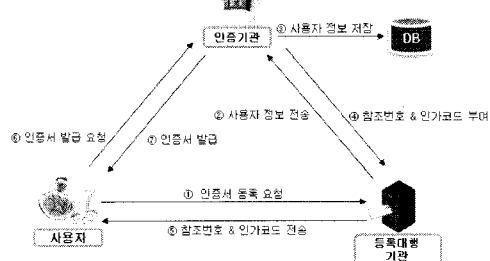 인증기관
③ 사용자 정보 저장
DB
② 사용자 정보 전송
④ 참조번호 & 인가코드 부여
⑥ 인증서 발급 요청
⑦ 인증서 발급
① 인증서 등록 요청
⑤ 참조번호 & 인가코드 전송
사용자
등록대행
기관